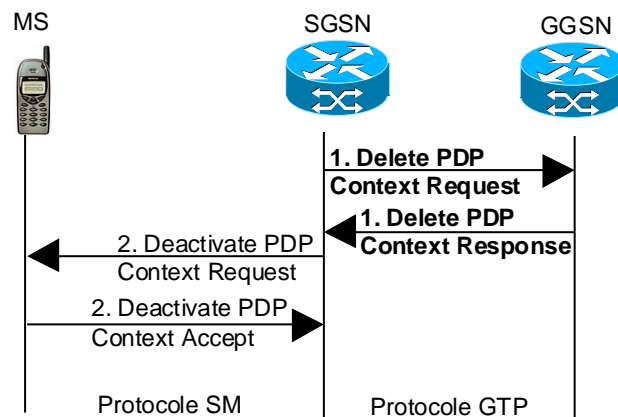 MS
SGSN
GGSN
1. Delete PDP
Context Request
1. Delete PDP
Context Response
2. Deactivate PDP
Context Request
2. Deactivate PDP
Context Accept
Protocole SM
Protocole GTP